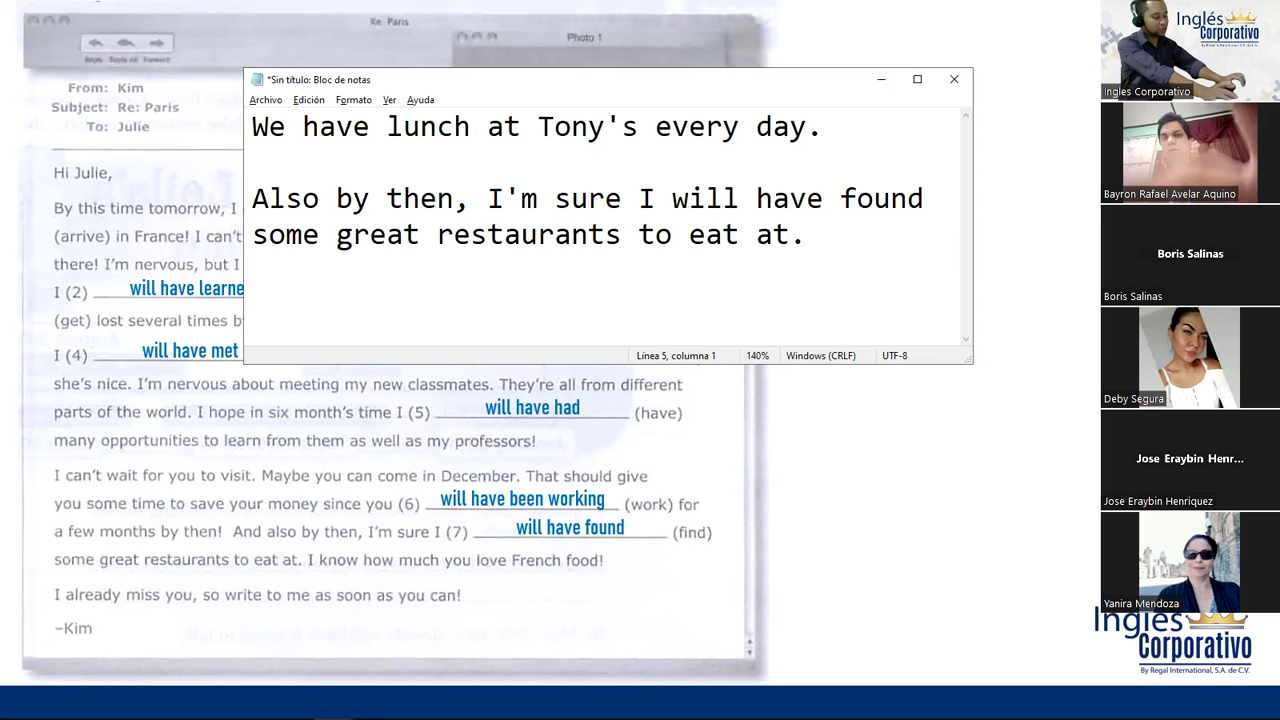 Re: Paris
Photo 1
Reply Reply All Forward
From: Kim
Subject: Re: Paris
To: Julie
*Sin título: Bloc de notas
Archivo Edición Formato Ver Ayuda
We have lunch at Tony's every day.
Also by then, I'm sure I will have found
some great restaurants to eat at.
Línea 5, columna 1 140% Windows (CRLF) UTF-8
Hi Julie,
By this time tomorrow, I
(arrive) in France! I can't
there! I'm nervous, but I
I (2) will have learne
(get) lost several times b
I (4) will have met
she's nice. I'm nervous about meeting my new classmates. They're all from different
parts of the world. I hope in six month's time I (5) will have had (have)
many opportunities to learn from them as well as my professors!
I can't wait for you to visit. Maybe you can come in December. That should give
you some time to save your money since you (6) will have been working (work) for
a few months by then! And also by then, I'm sure I (7) will have found (find)
some great restaurants to eat at. I know how much you love French food!
I already miss you, so write to me as soon as you can!
–Kim
Inglés
Corporativo
By Regal International, S.A. de C.V.
Ingles Corporativo
Bayron Rafael Avelar Aquino
Boris Salinas
Boris Salinas
Deby Segura
Jose Eraybin Henr...
Jose Eraybin Henriquez
Yanira Mendoza
Inglés
Corporativo
By Regal International, S.A. de C.V.